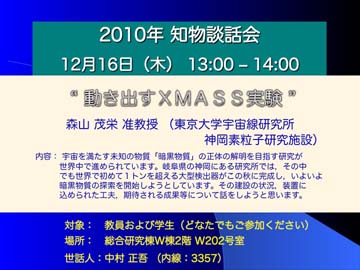 2010年 知物談話会
12月16日（木） 13:00 – 14:00
“ 動き出すＸＭＡＳＳ実験 ”
森山 茂栄 准教授 （東京大学宇宙線研究所
神岡素粒子研究施設）
内容： 宇宙を満たす未知の物質「暗黒物質」の正体の解明を目指す研究が
世界中で進められています。岐阜県の神岡にある研究所では、その中
でも世界で初めて１トンを超える大型検出器がこの秋に完成し、いよいよ
暗黒物質の探索を開始しようとしています。その建設の状況、装置に
込められた工夫、期待される成果等について話をしようと思います。
対象： 教員および学生（どなたでもご参加ください）
場所： 総合研究棟W棟2階 W202号室
世話人：中村 正吾 （内線：3357）